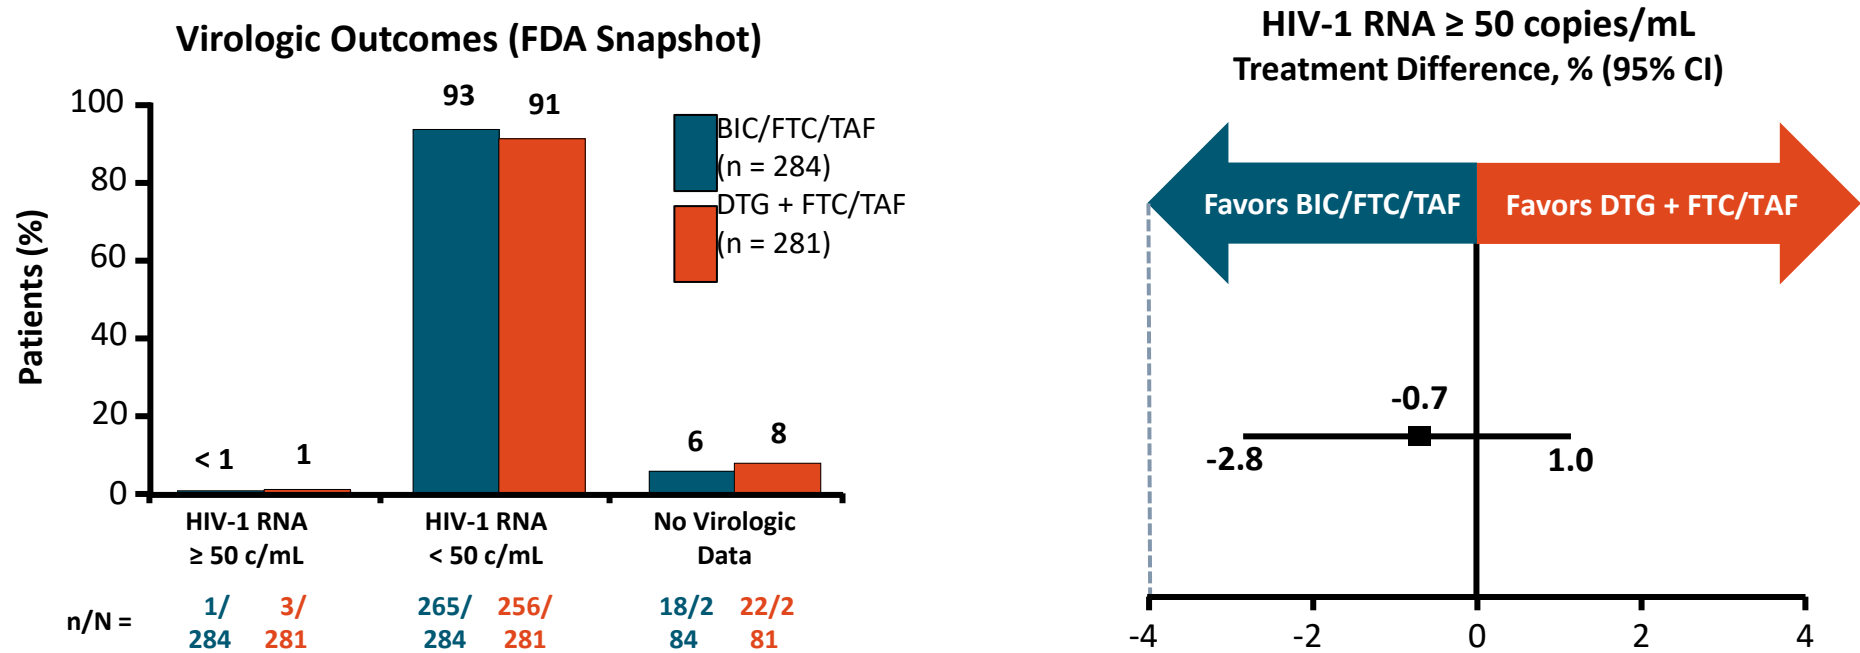 Virologic Outcomes (FDA Snapshot)
100
80
60
40
20
0
Patients (%)
< 1
1
93
91
6
8
BIC/FTC/TAF
(n = 284)
DTG + FTC/TAF
(n = 281)
HIV-1 RNA
≥ 50 c/mL
HIV-1 RNA
< 50 c/mL
No Virologic
Data
n/N =
1/
284
3/
281
265/
284
256/
281
18/2
84
22/2
81
HIV-1 RNA ≥ 50 copies/mL
Treatment Difference, % (95% CI)
Favors BIC/FTC/TAF
Favors DTG + FTC/TAF
-0.7
-2.8
1.0
-4
-2
0
2
4